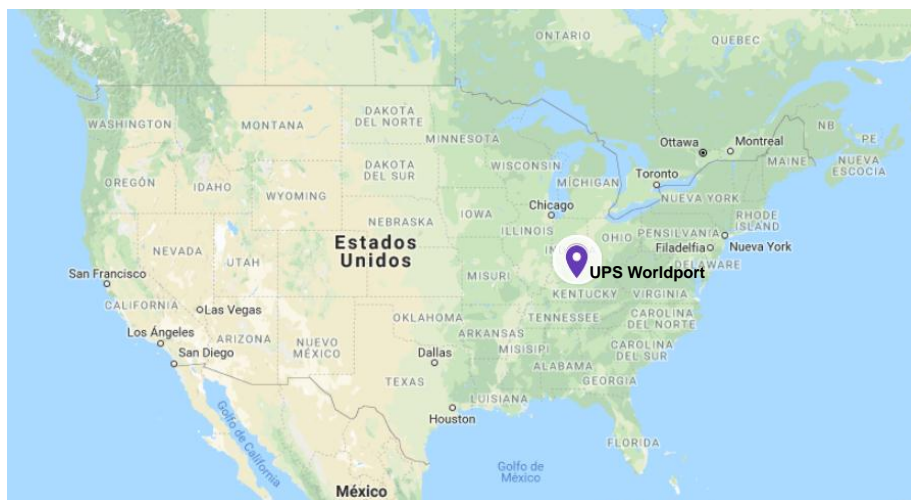 ONTARIO
QUEBEC
WASHINGTON
MONTANA
DAKOTA
DEL NORTE
MINNESOTA
Ottawa
Montreal
NB
PE
MAINE
NUEVA
ESCOCIA
OREGÓN
IDAHO
WYOMING
DAKOTA
DEL SUR
WISCONSIN
MÍCHIGAN
Toronto
NUEVA YORK
Chicago
IOWA
NEBRASKA
ILLINOIS
OHIO
PENSILVANIA
RHODE
ISLAND
Nueva York
Filadelfia
DELAWARE
NEVADA
UTAH
Estados
Unidos
IN
UPS Worldport
San Francisco
MISURI
KENTUCKY
VIRGINIA
CALIFORNIA
Las Vegas
OKLAHOMA
TENNESSEE
CAROLINA
DEL NORTE
Los Ángeles
ARIZONA
NUEVO
MÉXICO
ARKANSAS
MISISIPI
CAROLINA
DEL SUR
San Diego
Dallas
ALABAMA
GEORGIA
TEXAS
LUISIANA
Houston
Golfo de California
FLORIDA
Golfo de
México
México